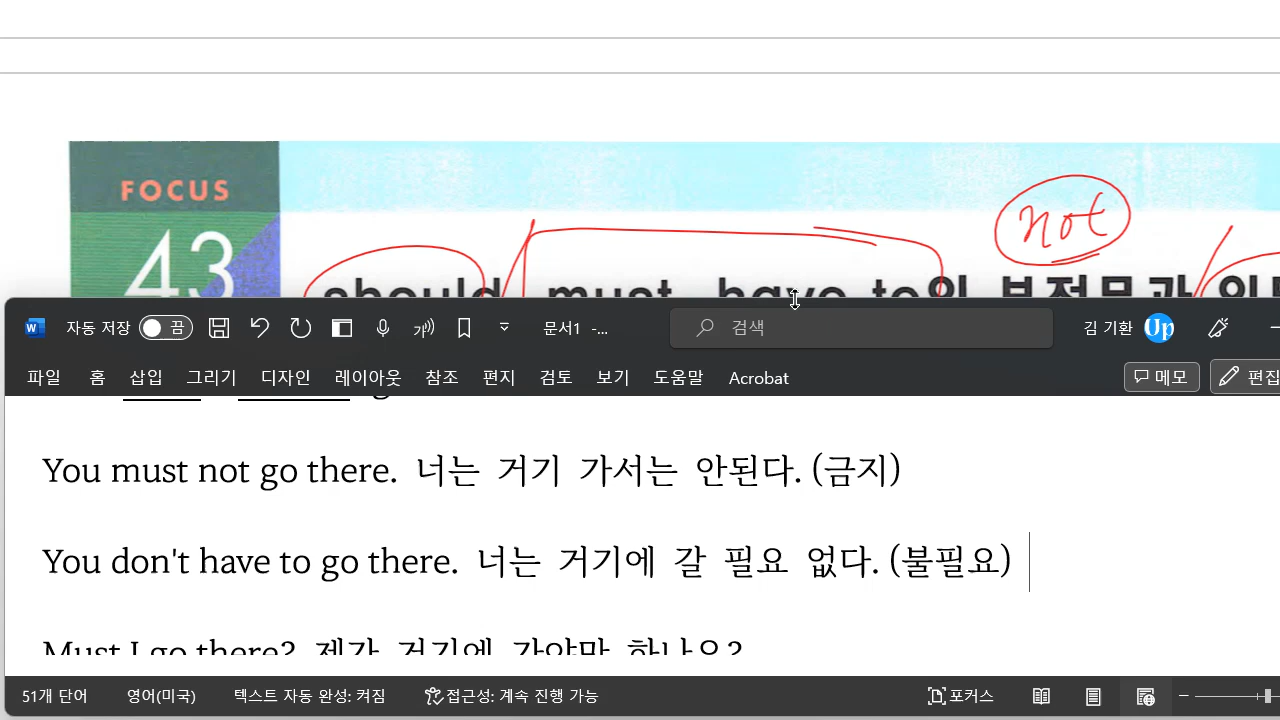 FOCUS
not
43
should, must, have to의 부정문과 의문
자동 저장 끔 가 문서1 -... 검색 김 기환 Up
파일 홈 삽입 그리기 디자인 레이아웃 참조 편지 검토 보기 도움말 Acrobat 메모 편집
You must not go there. 너는 거기 가서는 안된다. (금지)
You don't have to go there. 너는 거기에 갈 필요 없다. (불필요)
Must I go there? 제가 거기에 가야만 하나요?
51개 단어 영어(미국) 텍스트 자동 완성: 켜짐 접근성: 계속 진행 가능 포커스